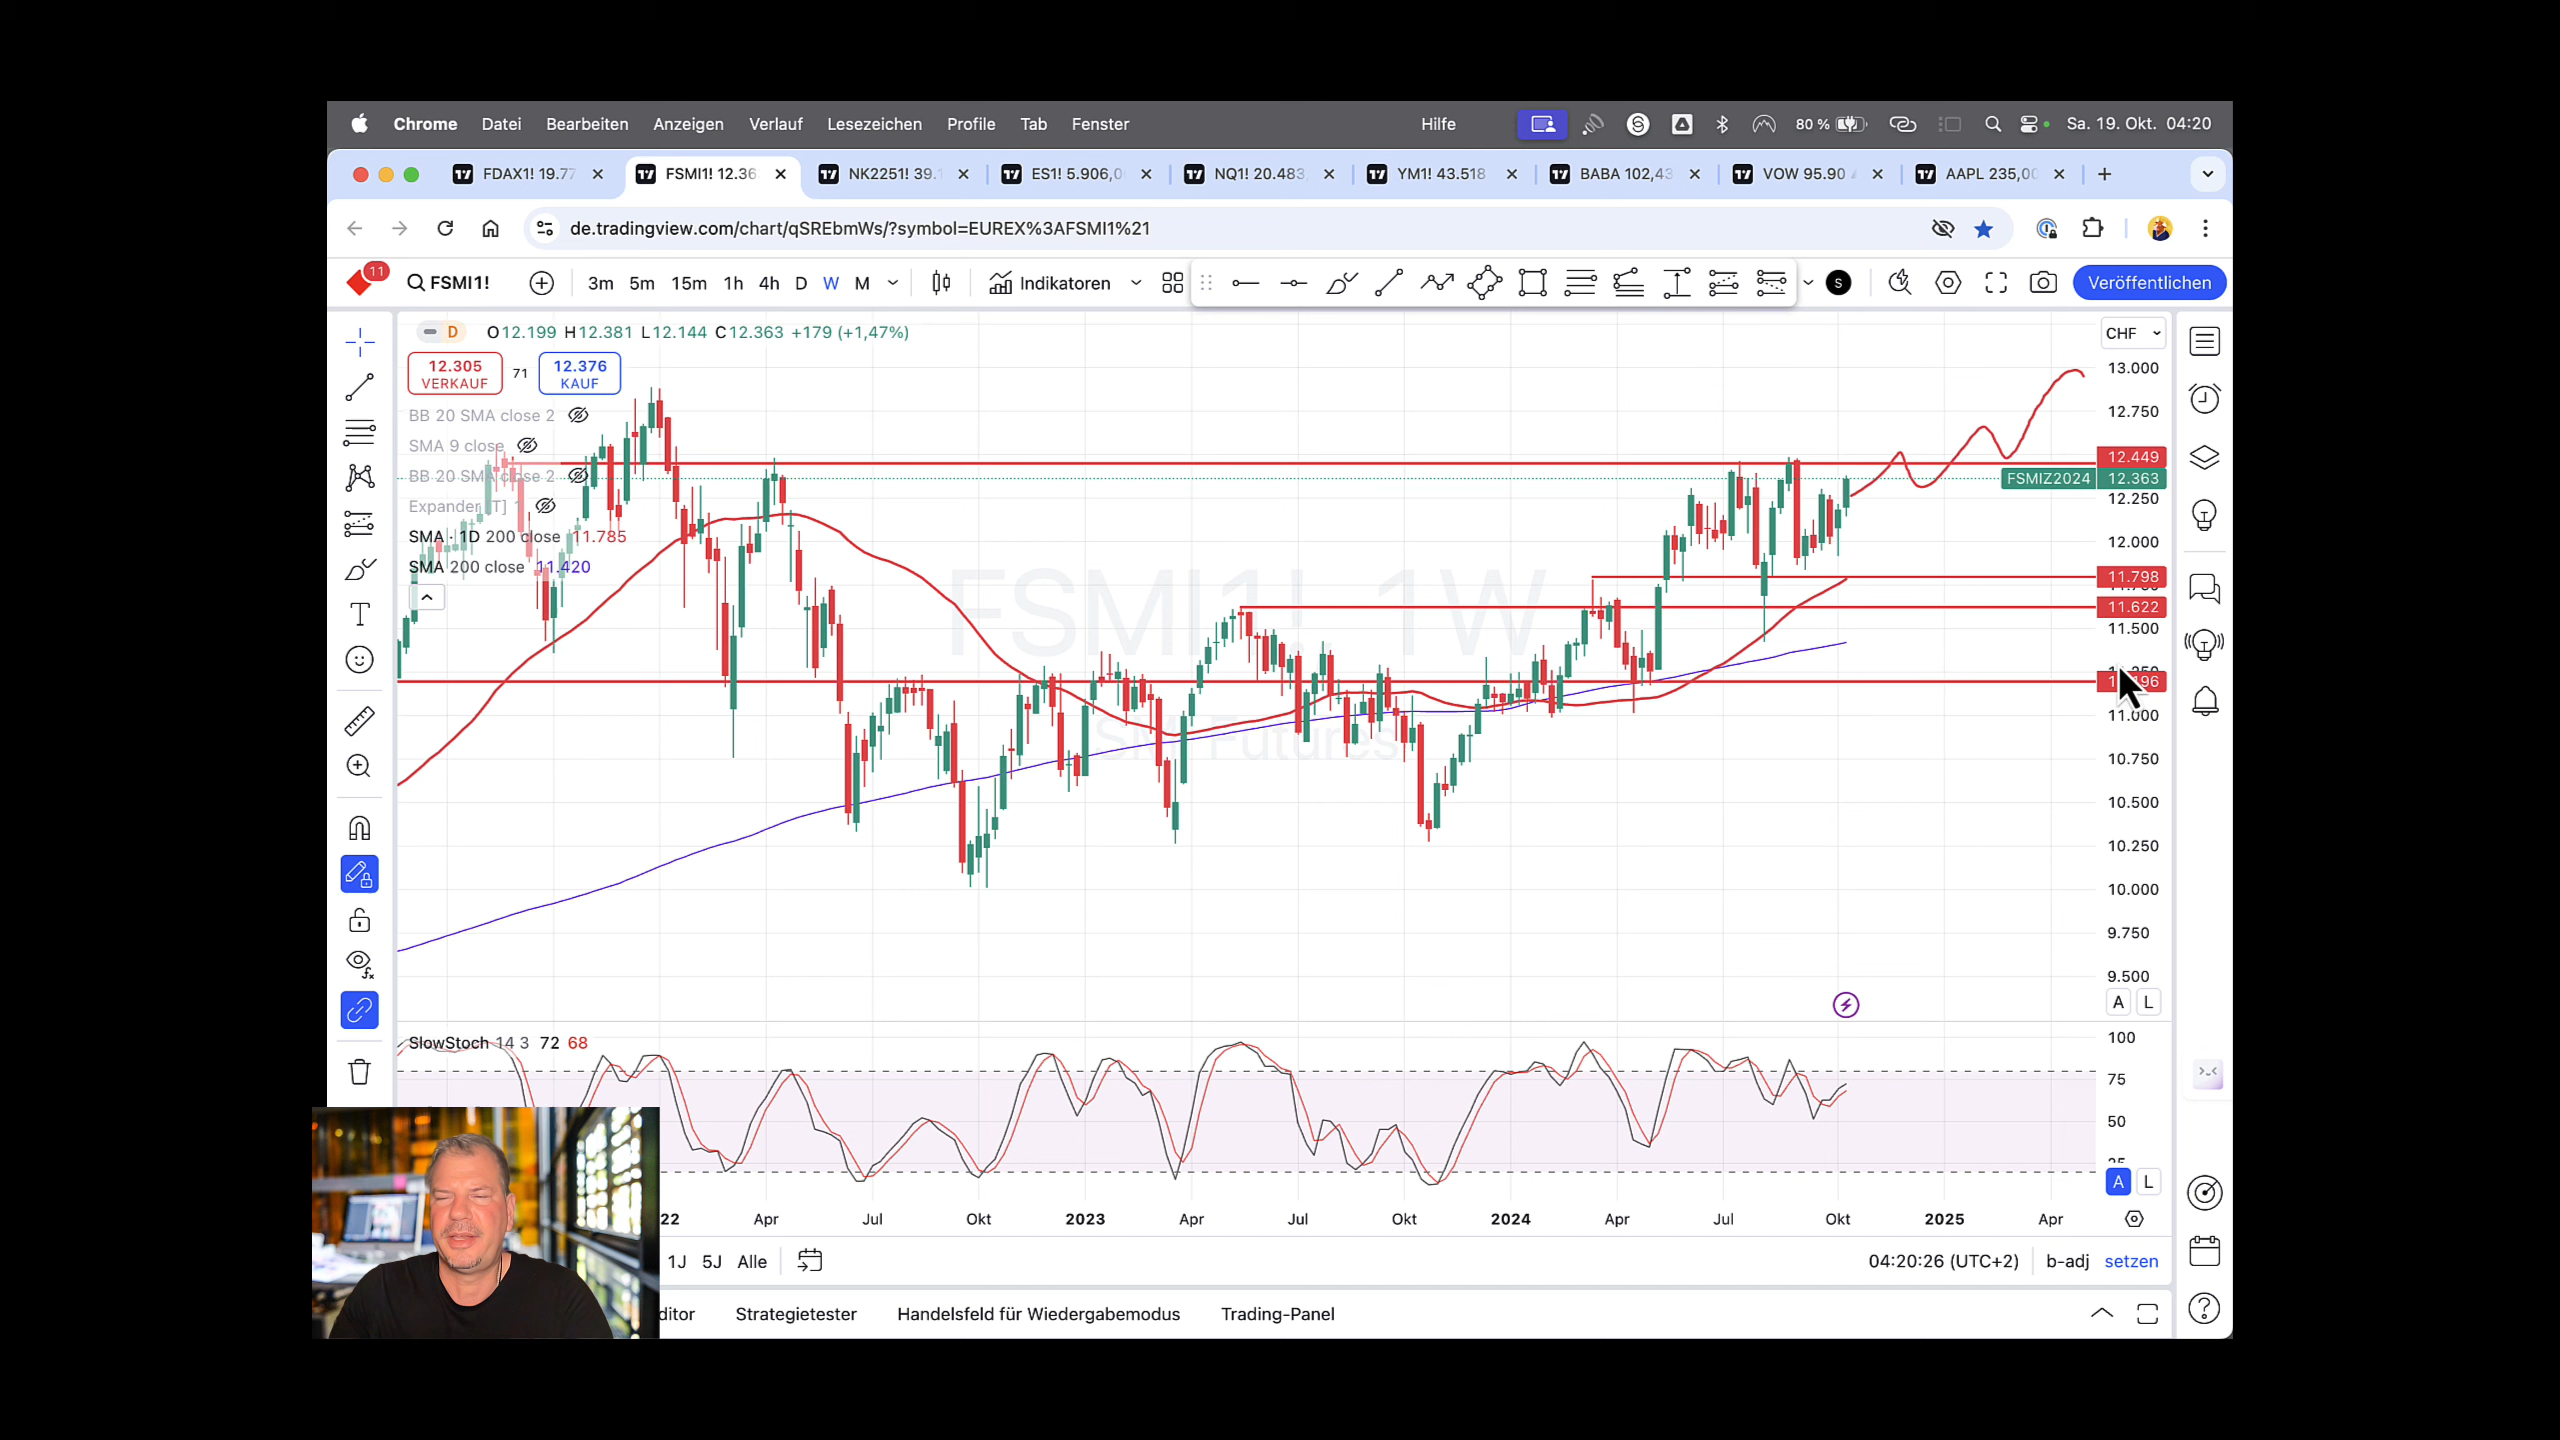 Chrome Datei Bearbeiten Anzeigen Verlauf Lesezeichen Profile Tab Fenster Hilfe 80 % Sa. 19. Okt. 04:20
FDAX1! 19.77 FSMI1! 12.36 NK2251! 39.1 ES1! 5.906,0 NQ1! 20.483, YM1! 43.518 BABA 102,43 VOW 95.90 AAPL 235,00
de.tradingview.com/chart/qSREbmWs/?symbol=EUREX%3AFSMI1%21
11 FSMI1! 3m 5m 15m 1h 4h D W M Indikatoren S Veröffentlichen
D O12.199 H12.381 L12.144 C12.363 +179 (+1,47%)
CHF
12.305 VERKAUF 71 12.376 KAUF
BB 20 SMA close 2
SMA 9 close
BB 20 SMA close 2
Expander [T] 1
SMA · 1D 200 close 11.785
SMA 200 close 11.420
FSMI1!, 1W
SMI Futures
13.000
12.750
12.449
FSMIZ2024 12.363
12.250
12.000
11.798
11.622
11.500
11.000
10.750
10.500
10.250
10.000
9.750
9.500
A L
SlowStoch 14 3 72 68
100
75
50
A L
22 Apr Jul Okt 2023 Apr Jul Okt 2024 Apr Jul Okt 2025 Apr
1J 5J Alle 04:20:26 (UTC+2) b-adj setzen
ditor Strategietester Handelsfeld für Wiedergabemodus Trading-Panel